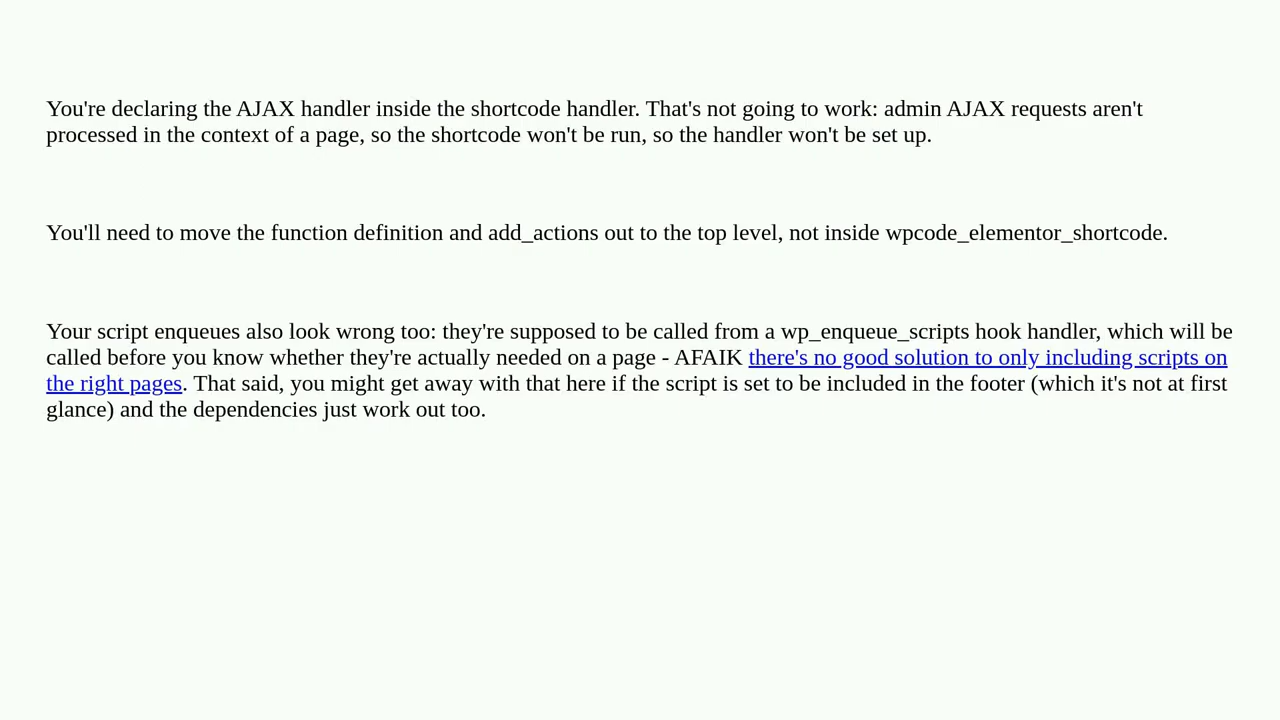 You're declaring the AJAX handler inside the shortcode handler. That's not going to work: admin AJAX requests aren't
processed in the context of a page, so the shortcode won't be run, so the handler won't be set up.
You'll need to move the function definition and add_actions out to the top level, not inside wpcode_elementor_shortcode.
Your script enqueues also look wrong too: they're supposed to be called from a wp_enqueue_scripts hook handler, which will be
called before you know whether they're actually needed on a page - AFAIK there's no good solution to only including scripts on
the right pages. That said, you might get away with that here if the script is set to be included in the footer (which it's not at first
glance) and the dependencies just work out too.